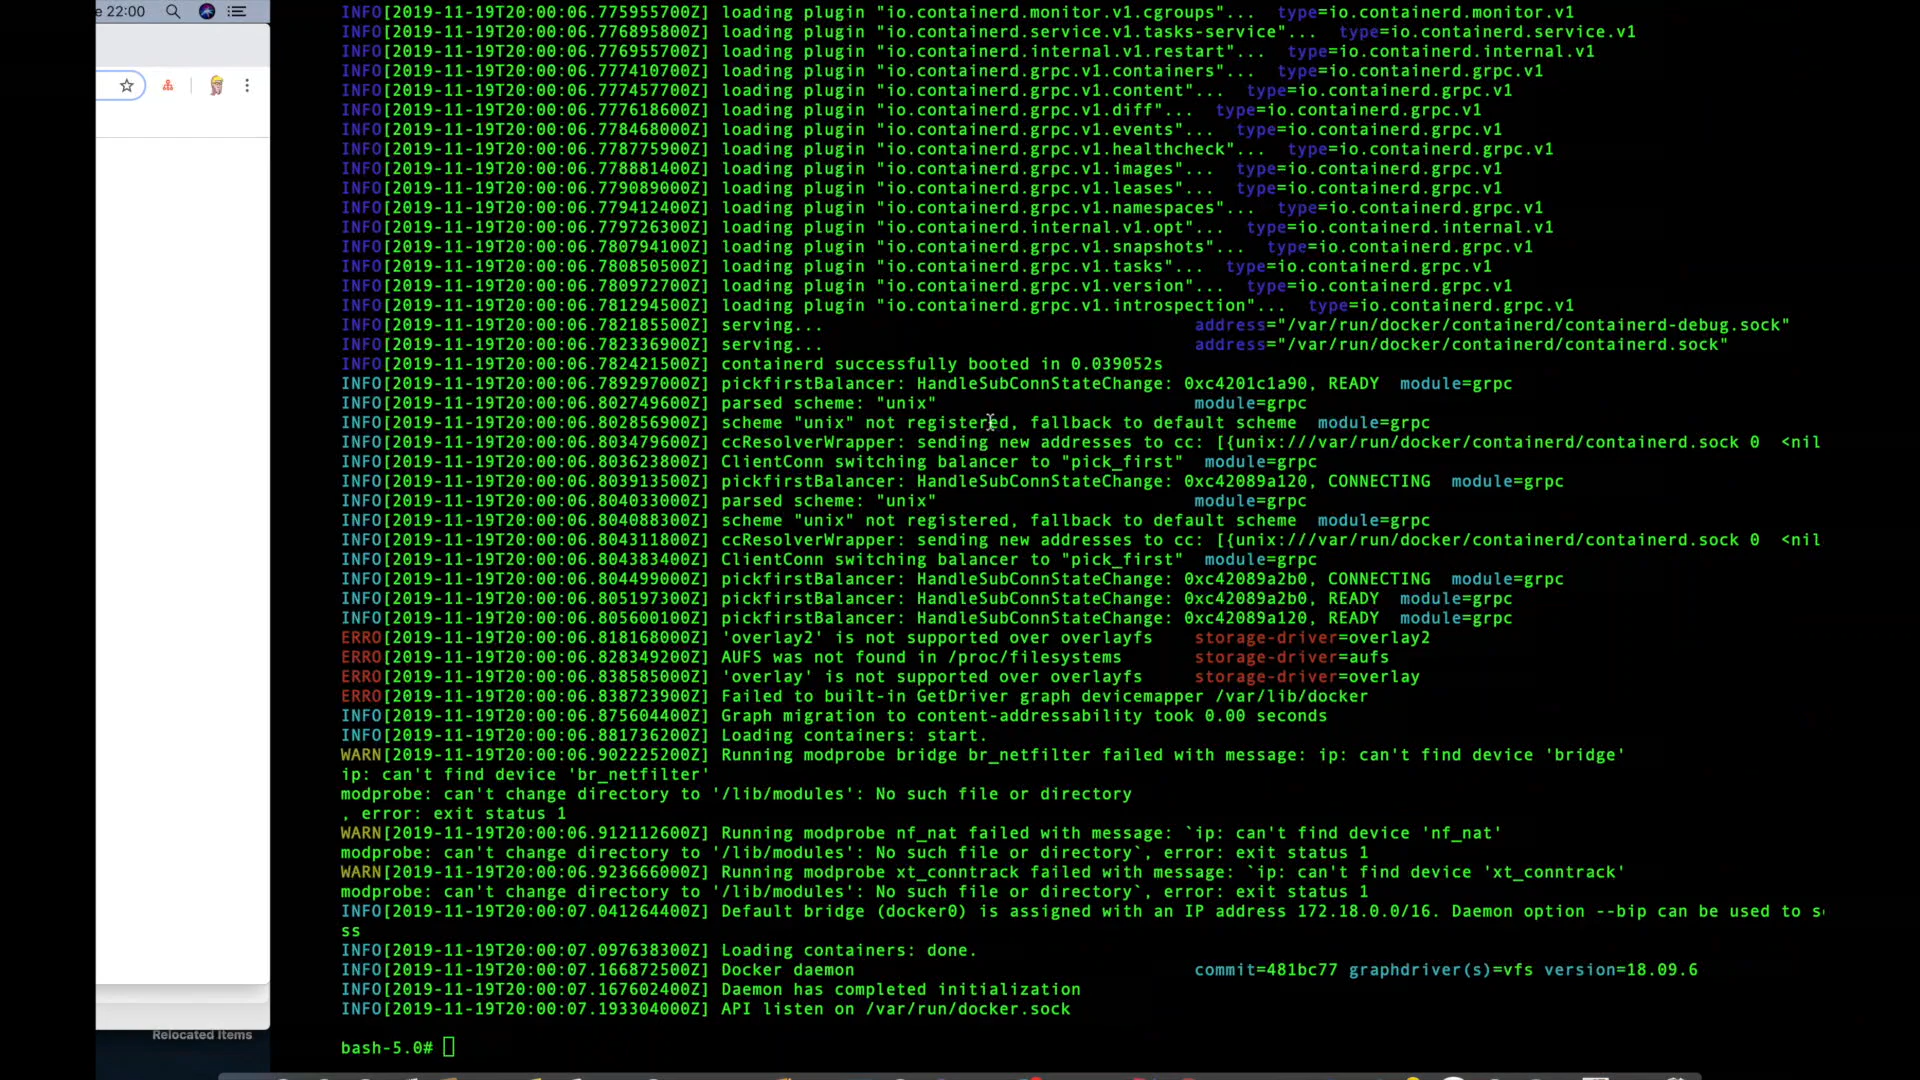 e 22:00
INFO[2019-11-19T20:00:06.775955700Z] loading plugin "io.containerd.monitor.v1.cgroups"... type=io.containerd.monitor.v1
INFO[2019-11-19T20:00:06.776895800Z] loading plugin "io.containerd.service.v1.tasks-service"... type=io.containerd.service.v1
INFO[2019-11-19T20:00:06.776955700Z] loading plugin "io.containerd.internal.v1.restart"... type=io.containerd.internal.v1
INFO[2019-11-19T20:00:06.777410700Z] loading plugin "io.containerd.grpc.v1.containers"... type=io.containerd.grpc.v1
INFO[2019-11-19T20:00:06.777457700Z] loading plugin "io.containerd.grpc.v1.content"... type=io.containerd.grpc.v1
INFO[2019-11-19T20:00:06.777618600Z] loading plugin "io.containerd.grpc.v1.diff"... type=io.containerd.grpc.v1
INFO[2019-11-19T20:00:06.778468000Z] loading plugin "io.containerd.grpc.v1.events"... type=io.containerd.grpc.v1
INFO[2019-11-19T20:00:06.778775900Z] loading plugin "io.containerd.grpc.v1.healthcheck"... type=io.containerd.grpc.v1
INFO[2019-11-19T20:00:06.778881400Z] loading plugin "io.containerd.grpc.v1.images"... type=io.containerd.grpc.v1
INFO[2019-11-19T20:00:06.779089000Z] loading plugin "io.containerd.grpc.v1.leases"... type=io.containerd.grpc.v1
INFO[2019-11-19T20:00:06.779412400Z] loading plugin "io.containerd.grpc.v1.namespaces"... type=io.containerd.grpc.v1
INFO[2019-11-19T20:00:06.779726300Z] loading plugin "io.containerd.internal.v1.opt"... type=io.containerd.internal.v1
INFO[2019-11-19T20:00:06.780794100Z] loading plugin "io.containerd.grpc.v1.snapshots"... type=io.containerd.grpc.v1
INFO[2019-11-19T20:00:06.780850500Z] loading plugin "io.containerd.grpc.v1.tasks"... type=io.containerd.grpc.v1
INFO[2019-11-19T20:00:06.780972700Z] loading plugin "io.containerd.grpc.v1.version"... type=io.containerd.grpc.v1
INFO[2019-11-19T20:00:06.781294500Z] loading plugin "io.containerd.grpc.v1.introspection"... type=io.containerd.grpc.v1
INFO[2019-11-19T20:00:06.782185500Z] serving... address="/var/run/docker/containerd/containerd-debug.sock"
INFO[2019-11-19T20:00:06.782336900Z] serving... address="/var/run/docker/containerd/containerd.sock"
INFO[2019-11-19T20:00:06.782421500Z] containerd successfully booted in 0.039052s
INFO[2019-11-19T20:00:06.789297000Z] pickfirstBalancer: HandleSubConnStateChange: 0xc4201c1a90, READY module=grpc
INFO[2019-11-19T20:00:06.802749600Z] parsed scheme: "unix" module=grpc
INFO[2019-11-19T20:00:06.802856900Z] scheme "unix" not registered, fallback to default scheme module=grpc
INFO[2019-11-19T20:00:06.803479600Z] ccResolverWrapper: sending new addresses to cc: [{unix:///var/run/docker/containerd/containerd.sock 0 <nil
INFO[2019-11-19T20:00:06.803623800Z] ClientConn switching balancer to "pick_first" module=grpc
INFO[2019-11-19T20:00:06.803913500Z] pickfirstBalancer: HandleSubConnStateChange: 0xc42089a120, CONNECTING module=grpc
INFO[2019-11-19T20:00:06.804033000Z] parsed scheme: "unix" module=grpc
INFO[2019-11-19T20:00:06.804088300Z] scheme "unix" not registered, fallback to default scheme module=grpc
INFO[2019-11-19T20:00:06.804311800Z] ccResolverWrapper: sending new addresses to cc: [{unix:///var/run/docker/containerd/containerd.sock 0 <nil
INFO[2019-11-19T20:00:06.804383400Z] ClientConn switching balancer to "pick_first" module=grpc
INFO[2019-11-19T20:00:06.804499000Z] pickfirstBalancer: HandleSubConnStateChange: 0xc42089a2b0, CONNECTING module=grpc
INFO[2019-11-19T20:00:06.805197300Z] pickfirstBalancer: HandleSubConnStateChange: 0xc42089a2b0, READY module=grpc
INFO[2019-11-19T20:00:06.805600100Z] pickfirstBalancer: HandleSubConnStateChange: 0xc42089a120, READY module=grpc
ERRO[2019-11-19T20:00:06.818168000Z] 'overlay2' is not supported over overlayfs storage-driver=overlay2
ERRO[2019-11-19T20:00:06.828349200Z] AUFS was not found in /proc/filesystems storage-driver=aufs
ERRO[2019-11-19T20:00:06.838585000Z] 'overlay' is not supported over overlayfs storage-driver=overlay
ERRO[2019-11-19T20:00:06.838723900Z] Failed to built-in GetDriver graph devicemapper /var/lib/docker
INFO[2019-11-19T20:00:06.875604400Z] Graph migration to content-addressability took 0.00 seconds
INFO[2019-11-19T20:00:06.881736200Z] Loading containers: start.
WARN[2019-11-19T20:00:06.902225200Z] Running modprobe bridge br_netfilter failed with message: ip: can't find device 'bridge'
ip: can't find device 'br_netfilter'
modprobe: can't change directory to '/lib/modules': No such file or directory
, error: exit status 1
WARN[2019-11-19T20:00:06.912112600Z] Running modprobe nf_nat failed with message: `ip: can't find device 'nf_nat'
modprobe: can't change directory to '/lib/modules': No such file or directory`, error: exit status 1
WARN[2019-11-19T20:00:06.923666000Z] Running modprobe xt_conntrack failed with message: `ip: can't find device 'xt_conntrack'
modprobe: can't change directory to '/lib/modules': No such file or directory`, error: exit status 1
INFO[2019-11-19T20:00:07.041264400Z] Default bridge (docker0) is assigned with an IP address 172.18.0.0/16. Daemon option --bip can be used to s
ss
INFO[2019-11-19T20:00:07.097638300Z] Loading containers: done.
INFO[2019-11-19T20:00:07.166872500Z] Docker daemon commit=481bc77 graphdriver(s)=vfs version=18.09.6
INFO[2019-11-19T20:00:07.167602400Z] Daemon has completed initialization
INFO[2019-11-19T20:00:07.193304000Z] API listen on /var/run/docker.sock
Relocated Items
bash-5.0#